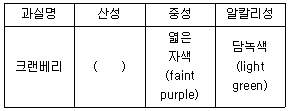 과실명 산성 중성 알칼리성
크랜베리 ( ) 엷은 자색 (faint purple) 담녹색 (light green)